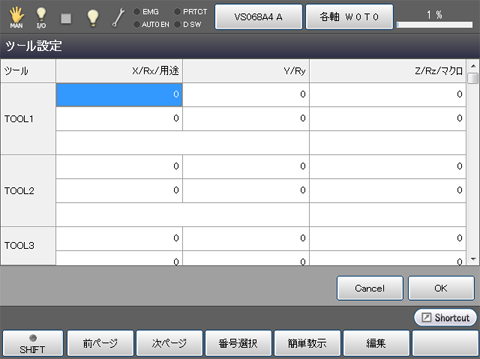 MAN I/O EMG PRTCT AUTO EN D SW VS068A4 A 各軸 W0T0 1 %
ツール設定
ツール X/Rx/用途 Y/Ry Z/Rz/マクロ
0 0 0
TOOL1 0 0 0
0 0 0
TOOL2 0 0 0
TOOL3 0 0 0
0 0 0
Cancel OK
Shortcut
SHIFT 前ページ 次ページ 番号選択 簡単教示 編集